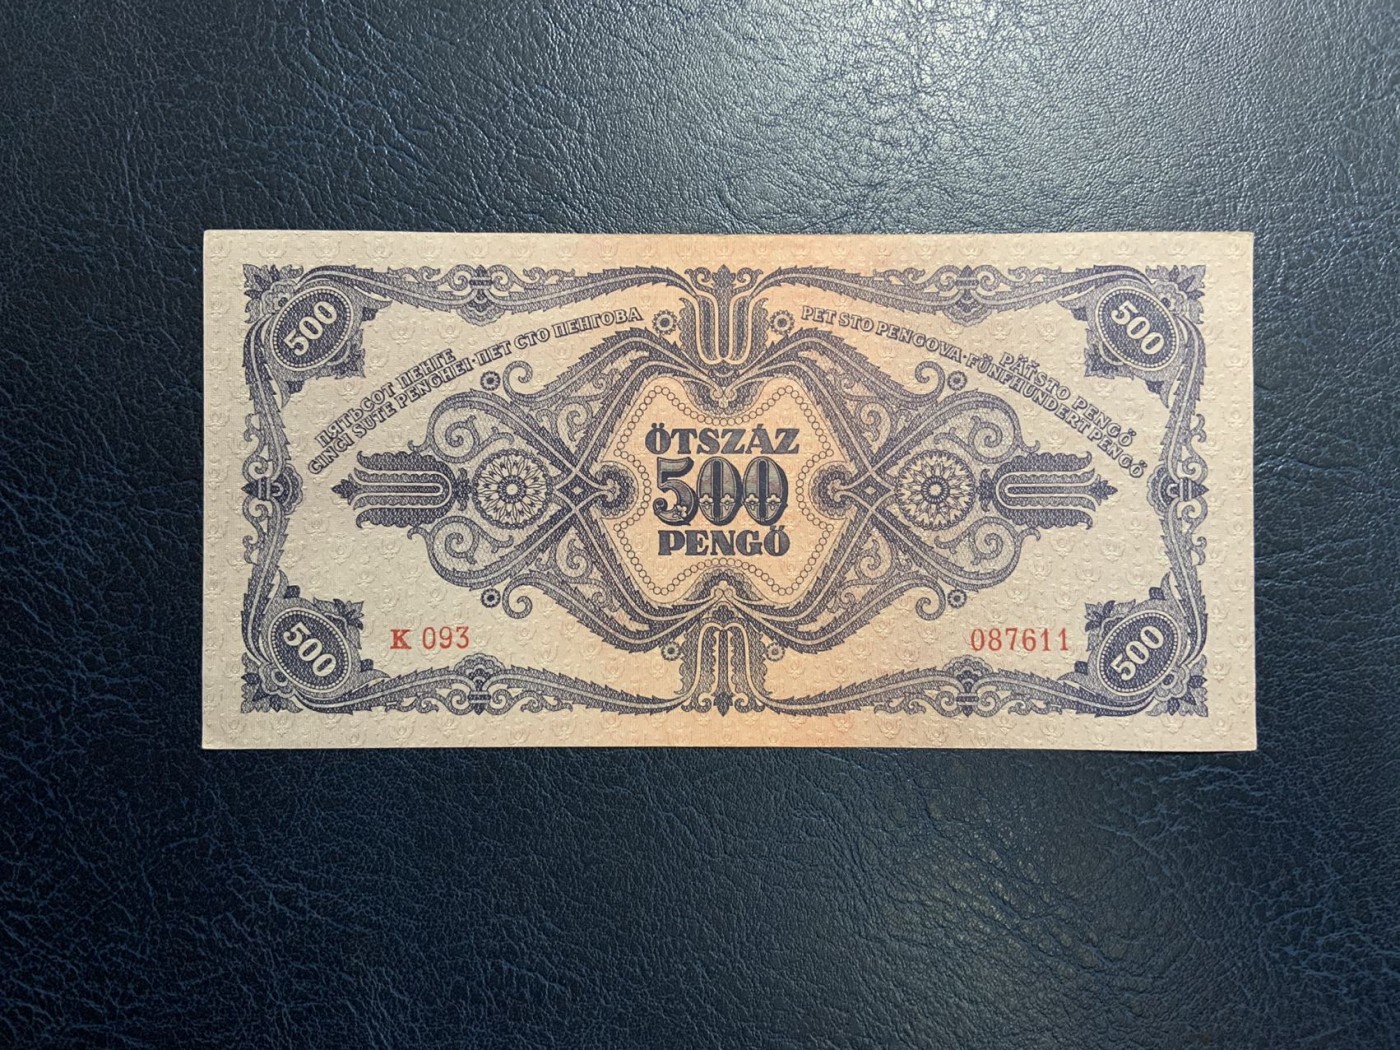 500
500
ПЯТЬСОТ ПЕНГЕ
CINCI SUTE PENGHEI·ПЕТ СТО ПЕНГОВА
PET STO PENGOVA·FÜNFHUNDERT PENGŐ
PÄŤSTO PENGŐ
ÖTSZÁZ
500
PENGŐ
K 093
087611
500
500